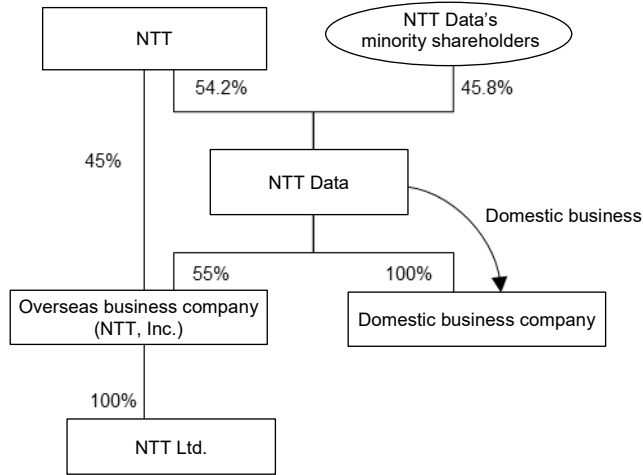 NTT
NTT Data's
minority shareholders
54.2%
45.8%
45%
NTT Data
Domestic business
55%
100%
Overseas business company
(NTT, Inc.)
Domestic business company
100%
NTT Ltd.